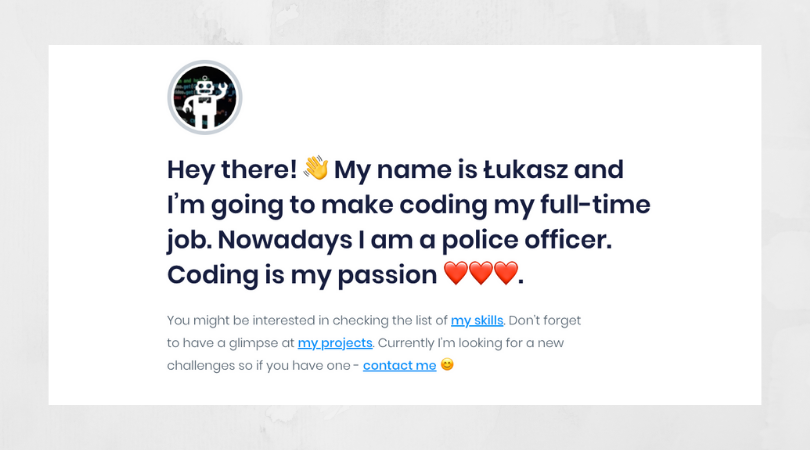 Hey there! 👋 My name is Łukasz and
I'm going to make coding my full-time
job. Nowadays I am a police officer.
Coding is my passion ❤️❤️❤️.
You might be interested in checking the list of my skills. Don't forget
to have a glimpse at my projects. Currently I'm looking for a new
challenges so if you have one - contact me 😊